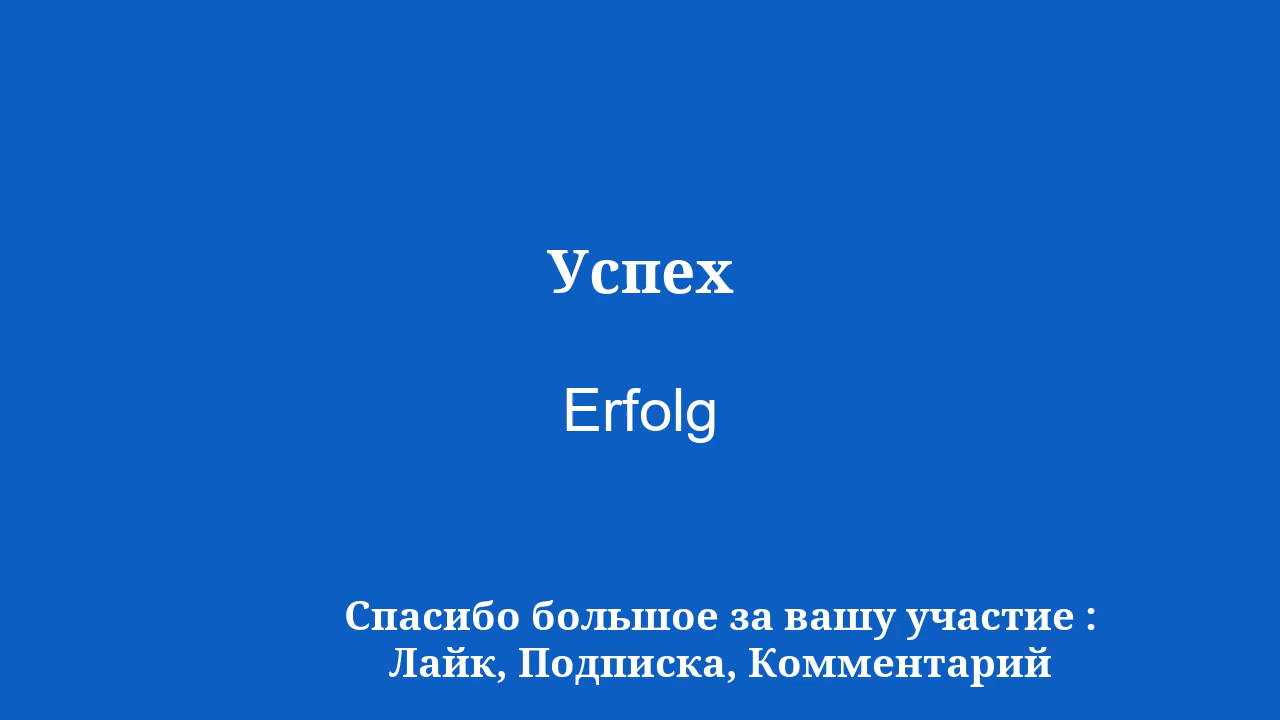 Успех
Erfolg
Спасибо большое за вашу участие :
Лайк, Подписка, Комментарий